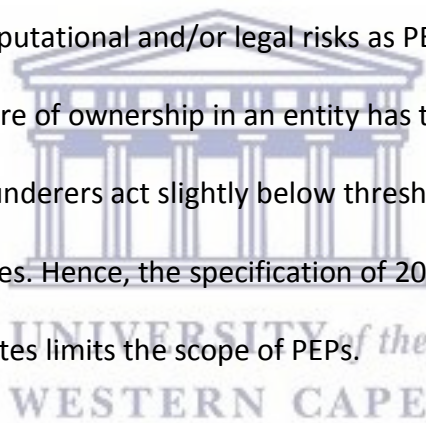 putational and/or legal risks as PE
re of ownership in an entity has t
underers act slightly below thresh
es. Hence, the specification of 20
UNIVERSITY of the
tes limits the scope of PEPs.
WESTERN CAPE